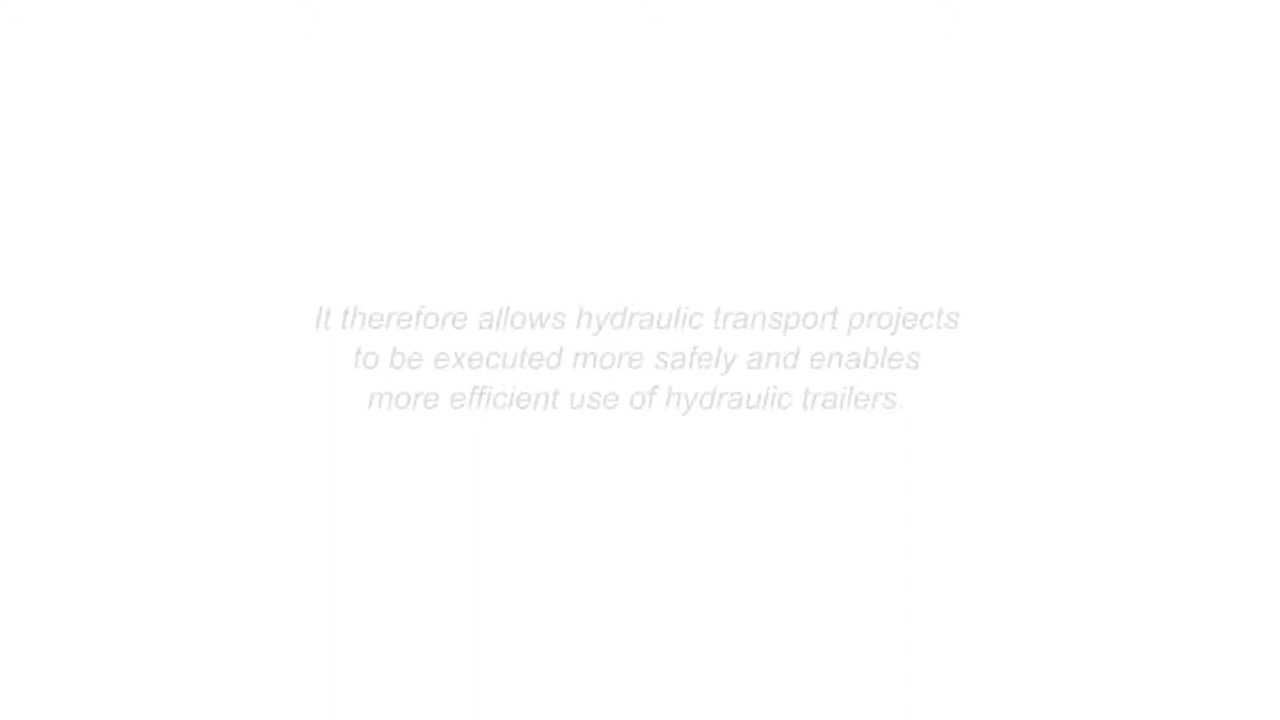 It therefore allows hydraulic transport projects
to be executed more safely and enables
more efficient use of hydraulic trailers.